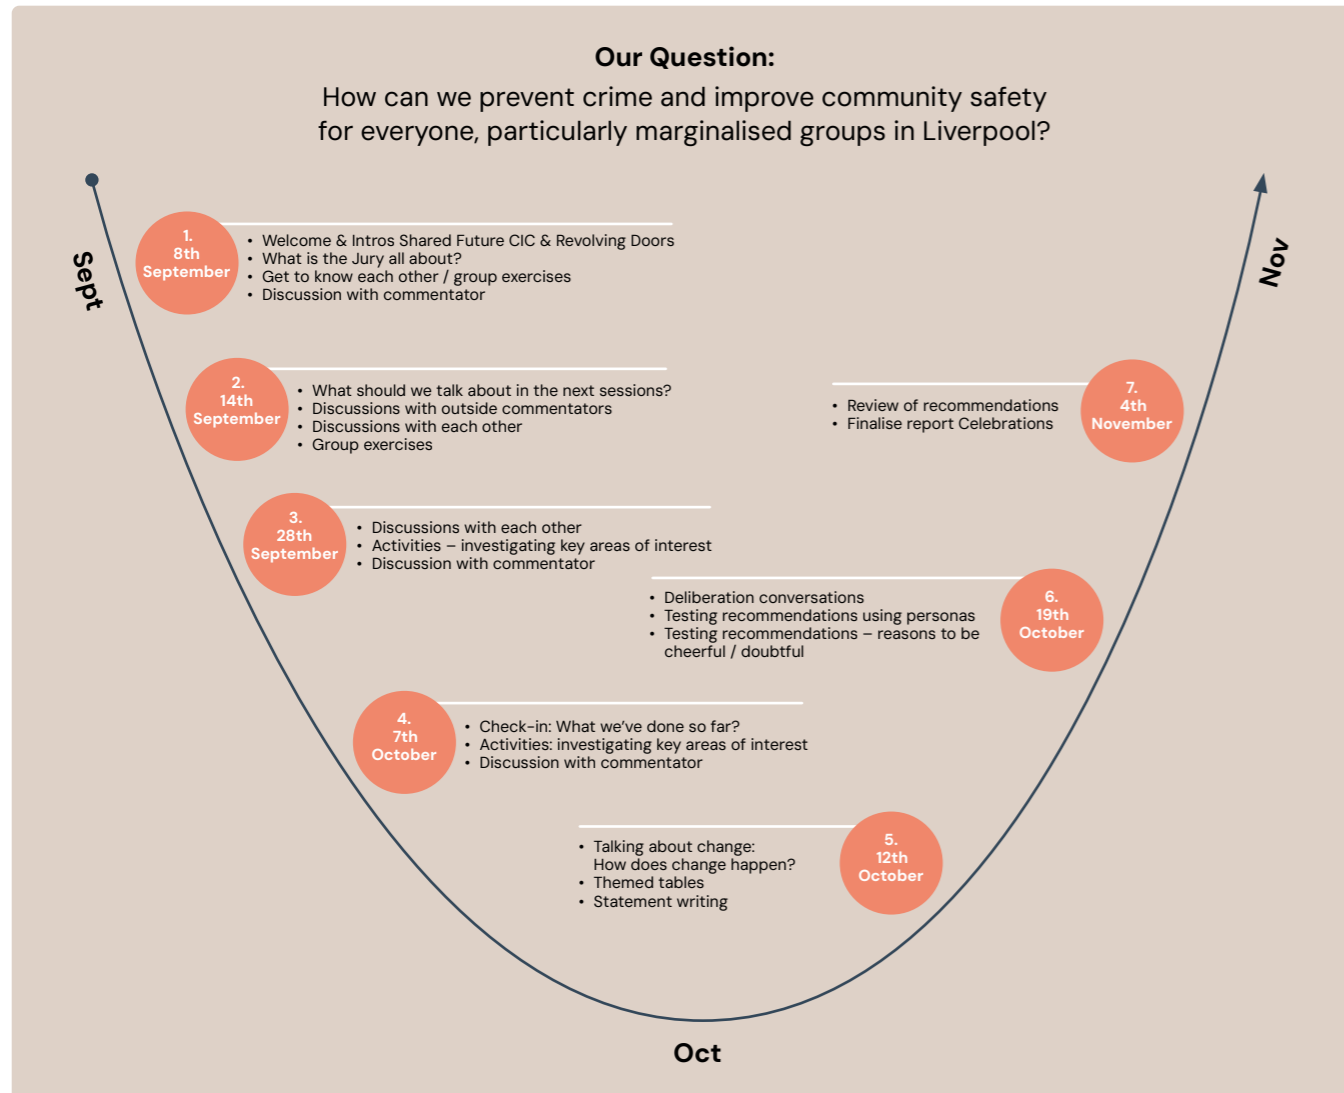 Our Question:
How can we prevent crime and improve community safety
for everyone, particularly marginalised groups in Liverpool?
Sept
1.
8th
September
• Welcome & Intros Shared Future CIC & Revolving Doors
• What is the Jury all about?
• Get to know each other / group exercises
• Discussion with commentator
2.
14th
September
• What should we talk about in the next sessions?
• Discussions with outside commentators
• Discussions with each other
• Group exercises
3.
28th
September
• Discussions with each other
• Activities – investigating key areas of interest
• Discussion with commentator
4.
7th
October
• Check-in: What we’ve done so far?
• Activities: investigating key areas of interest
• Discussion with commentator
Oct
5.
12th
October
• Talking about change:
How does change happen?
• Themed tables
• Statement writing
6.
19th
October
• Deliberation conversations
• Testing recommendations using personas
• Testing recommendations – reasons to be
cheerful / doubtful
7.
4th
November
• Review of recommendations
• Finalise report Celebrations
Nov